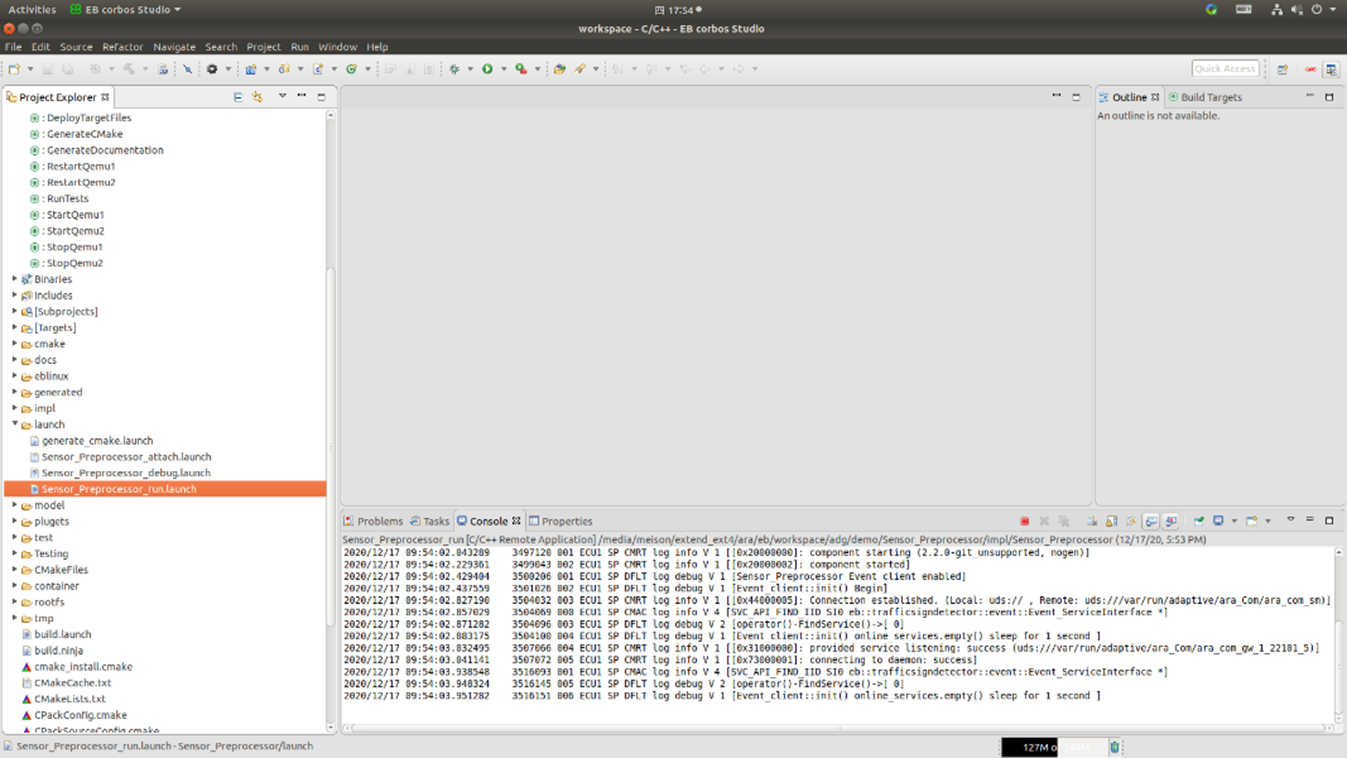 Activities EB corbos Studio 17:54
workspace - C/C++ - EB corbos Studio
File Edit Source Refactor Navigate Search Project Run Window Help
Quick Access
Project Explorer
Outline Build Targets
An outline is not available.
: DeployTargetFiles
: GenerateCMake
: GenerateDocumentation
: RestartQemu1
: RestartQemu2
: RunTests
: StartQemu1
: StartQemu2
: StopQemu1
: StopQemu2
Binaries
Includes
[Subprojects]
[Targets]
cmake
docs
eblinux
generated
impl
launch
generate_cmake.launch
Sensor_Preprocessor_attach.launch
Sensor_Preprocessor_debug.launch
Sensor_Preprocessor_run.launch
model
plugets
test
Testing
CMakeFiles
container
rootfs
tmp
build.launch
build.ninja
cmake_install.cmake
CMakeCache.txt
CMakeLists.txt
CPackConfig.cmake
CPackSourceConfig.cmake
Problems Tasks Console Properties
Sensor_Preprocessor_run [C/C++ Remote Application] /media/meison/extend_ext4/ara/eb/workspace/adg/demo/Sensor_Preprocessor/impl/Sensor_Preprocessor (12/17/20, 5:53 PM)
2020/12/17 09:54:02.043289 3497120 001 ECU1 SP CMRT log info V 1 [[0x20000000]: component starting (2.2.0-git_unsupported, nogen)]
2020/12/17 09:54:02.229361 3499043 002 ECU1 SP CMRT log info V 1 [[0x20000002]: component started]
2020/12/17 09:54:02.429404 3500206 001 ECU1 SP DFLT log debug V 1 [Sensor_Preprocessor Event client enabled]
2020/12/17 09:54:02.437559 3501026 002 ECU1 SP DFLT log debug V 1 [Event_client::init() Begin]
2020/12/17 09:54:02.827190 3504032 003 ECU1 SP CMRT log info V 1 [[0x44000005]: Connection established. (Local: uds:// , Remote: uds:///var/run/adaptive/ara_Com/ara_com_sm)]
2020/12/17 09:54:02.857029 3504069 000 ECU1 SP CMAC log info V 4 [SVC_API_FIND_IID SI0 eb::trafficsigndetector::event::Event_ServiceInterface *]
2020/12/17 09:54:02.871282 3504096 003 ECU1 SP DFLT log debug V 2 [operator()-FindService()->[ 0]
2020/12/17 09:54:02.883175 3504100 004 ECU1 SP DFLT log debug V 1 [Event_client::init() online_services.empty() sleep for 1 second ]
2020/12/17 09:54:03.032495 3507066 004 ECU1 SP CMRT log info V 1 [[0x31000000]: provided service listening: success (uds:///var/run/adaptive/ara_Com/ara_com_gw_1_22101_5)]
2020/12/17 09:54:03.041141 3507072 005 ECU1 SP CMRT log info V 1 [[0x73000001]: connecting to daemon: success]
2020/12/17 09:54:03.938548 3516093 001 ECU1 SP CMAC log info V 4 [SVC_API_FIND_IID SI0 eb::trafficsigndetector::event::Event_ServiceInterface *]
2020/12/17 09:54:03.948324 3516145 005 ECU1 SP DFLT log debug V 2 [operator()-FindService()->[ 0]
2020/12/17 09:54:03.951282 3516151 006 ECU1 SP DFLT log debug V 1 [Event_client::init() online_services.empty() sleep for 1 second ]
Sensor_Preprocessor_run.launch - Sensor_Preprocessor/launch
127M